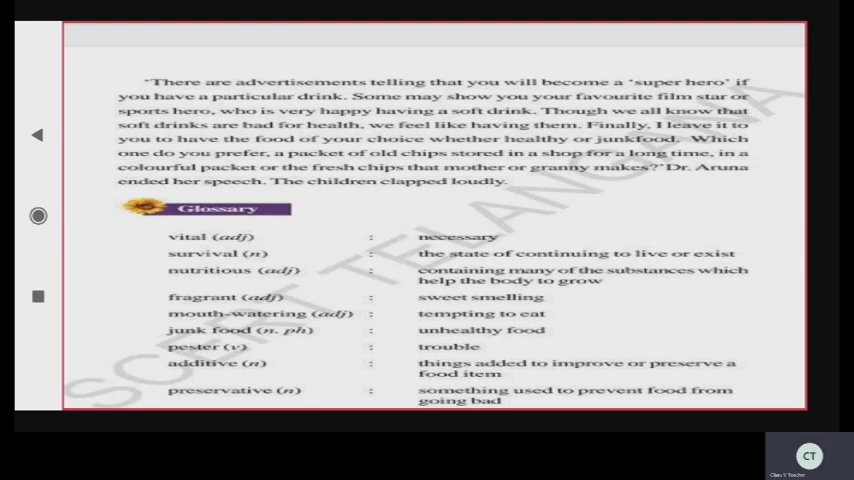 'There are advertisements telling that you will become a 'super hero' if
you have a particular drink. Some may show you your favourite film star or
sports hero, who is very happy having a soft drink. Though we all know that
soft drinks are bad for health, we feel like having them. Finally, I leave it to
you to have the food of your choice whether healthy or junkfood. Which
one do you prefer, a packet of old chips stored in a shop for a long time, in a
colourful packet or the fresh chips that mother or granny makes?' Dr. Aruna
ended her speech. The children clapped loudly.
Glossary
vital (adj) : necessary
survival (n) : the state of continuing to live or exist
nutritious (adj) : containing many of the substances which
help the body to grow
fragrant (adj) : sweet smelling
mouth-watering (adj) : tempting to eat
junk food (n. ph) : unhealthy food
pester (v) : trouble
additive (n) : things added to improve or preserve a
food item
preservative (n) : something used to prevent food from
going bad
SCERT TELANGANA
CT
Class V Teacher